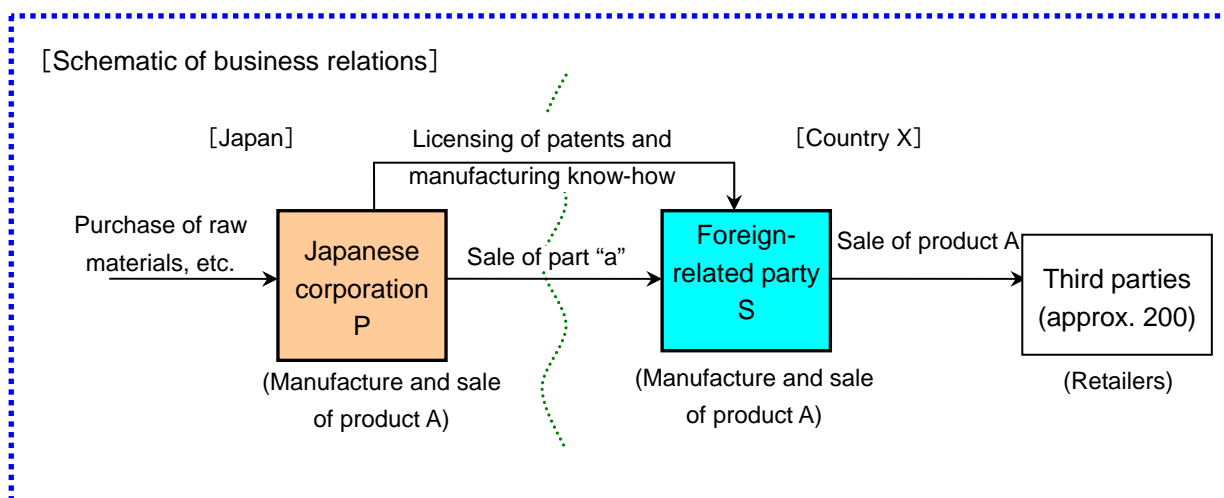 ［Schematic of business relations］
［Japan］
Licensing of patents and
manufacturing know-how
［Country X］
Purchase of raw
materials, etc.
Japanese
corporation
P
Sale of part “a”
Foreign-
related party
S
Sale of product A
Third parties
(approx. 200)
(Manufacture and sale
of product A)
(Manufacture and sale
of product A)
(Retailers)